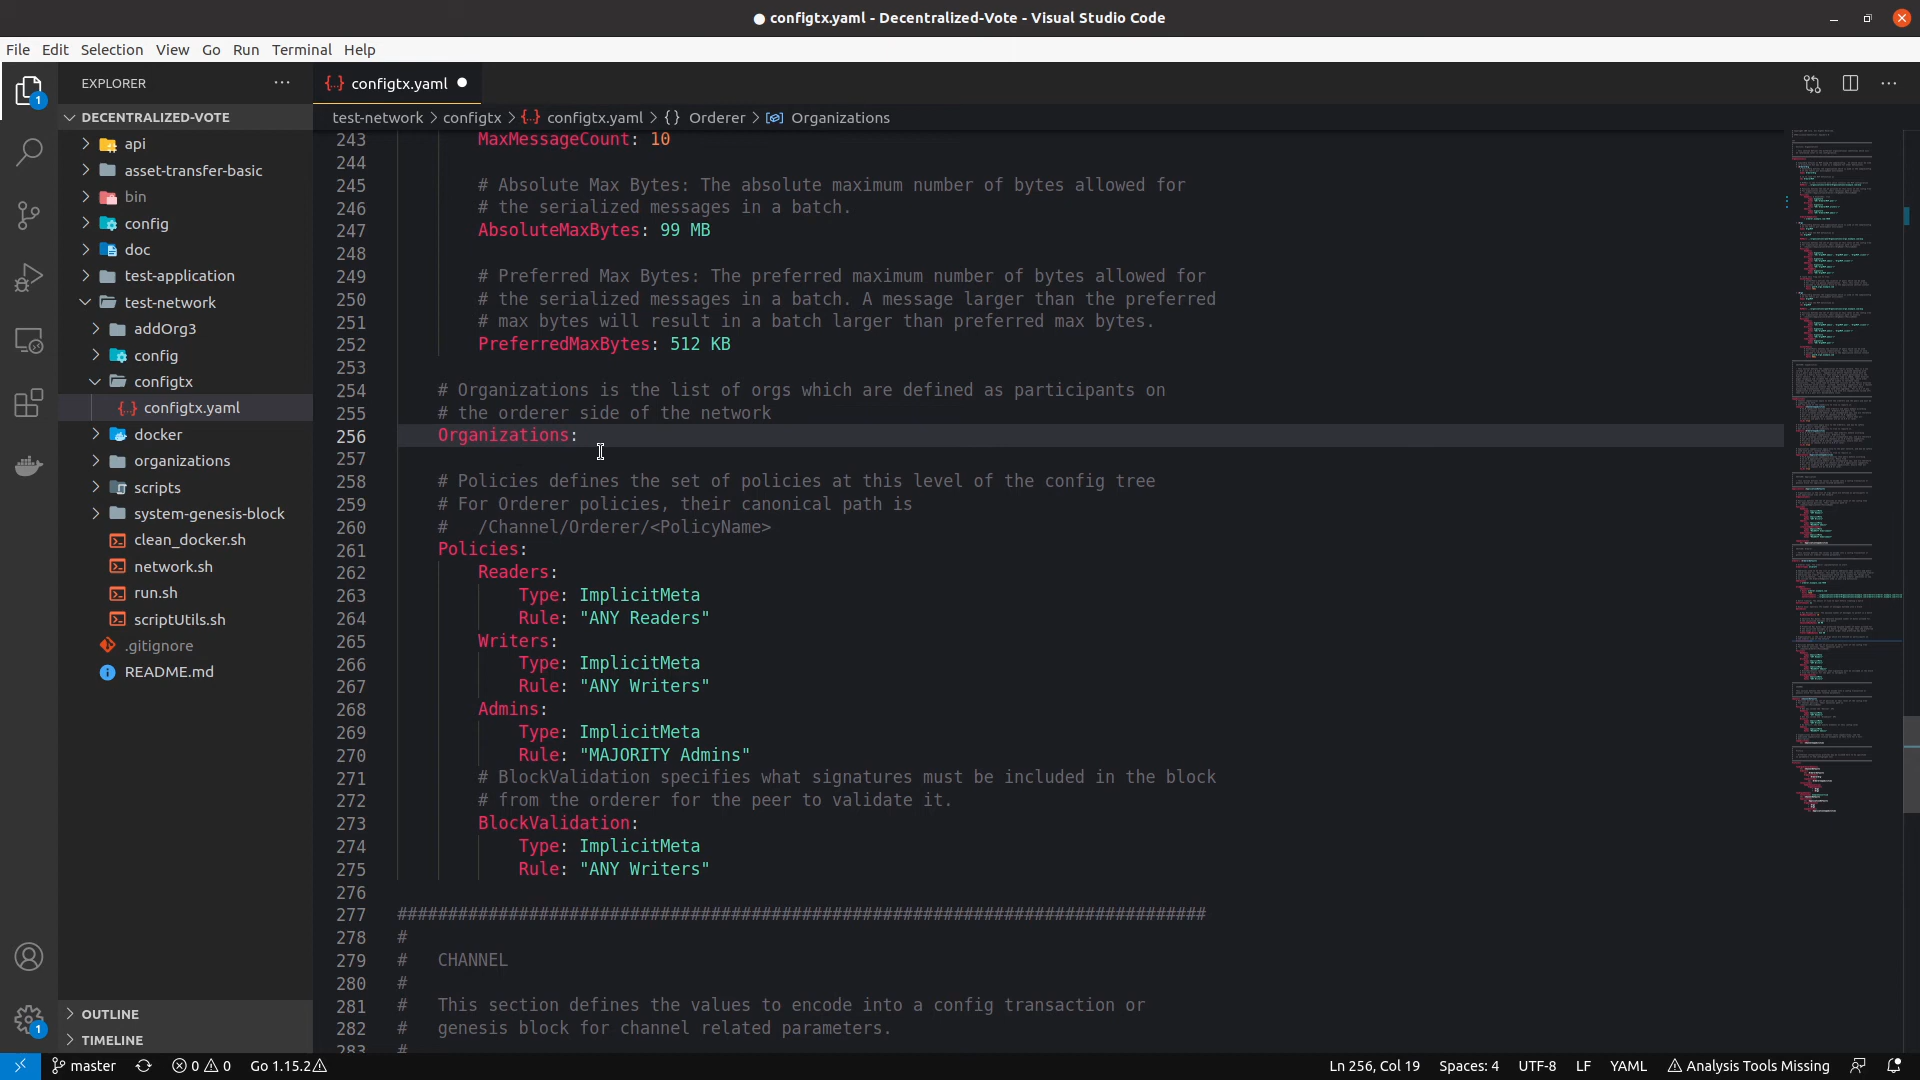 configtx.yaml - Decentralized-Vote - Visual Studio Code
File Edit Selection View Go Run Terminal Help
1
EXPLORER
DECENTRALIZED-VOTE
api
asset-transfer-basic
bin
config
doc
test-application
test-network
addOrg3
config
configtx
configtx.yaml
docker
organizations
scripts
system-genesis-block
clean_docker.sh
network.sh
run.sh
scriptUtils.sh
.gitignore
README.md
OUTLINE
TIMELINE
1
configtx.yaml
test-network > configtx > configtx.yaml > {} Orderer > Organizations
243 MaxMessageCount: 10
244
245 # Absolute Max Bytes: The absolute maximum number of bytes allowed for
246 # the serialized messages in a batch.
247 AbsoluteMaxBytes: 99 MB
248
249 # Preferred Max Bytes: The preferred maximum number of bytes allowed for
250 # the serialized messages in a batch. A message larger than the preferred
251 # max bytes will result in a batch larger than preferred max bytes.
252 PreferredMaxBytes: 512 KB
253
254 # Organizations is the list of orgs which are defined as participants on
255 # the orderer side of the network
256 Organizations:
257
258 # Policies defines the set of policies at this level of the config tree
259 # For Orderer policies, their canonical path is
260 #   /Channel/Orderer/<PolicyName>
261 Policies:
262 Readers:
263 Type: ImplicitMeta
264 Rule: "ANY Readers"
265 Writers:
266 Type: ImplicitMeta
267 Rule: "ANY Writers"
268 Admins:
269 Type: ImplicitMeta
270 Rule: "MAJORITY Admins"
271 # BlockValidation specifies what signatures must be included in the block
272 # from the orderer for the peer to validate it.
273 BlockValidation:
274 Type: ImplicitMeta
275 Rule: "ANY Writers"
276
277 ################################################################################
278 #
279 #   CHANNEL
280 #
281 #   This section defines the values to encode into a config transaction or
282 #   genesis block for channel related parameters.
283 #
master 0 0 Go 1.15.2 Ln 256, Col 19 Spaces: 4 UTF-8 LF YAML Analysis Tools Missing